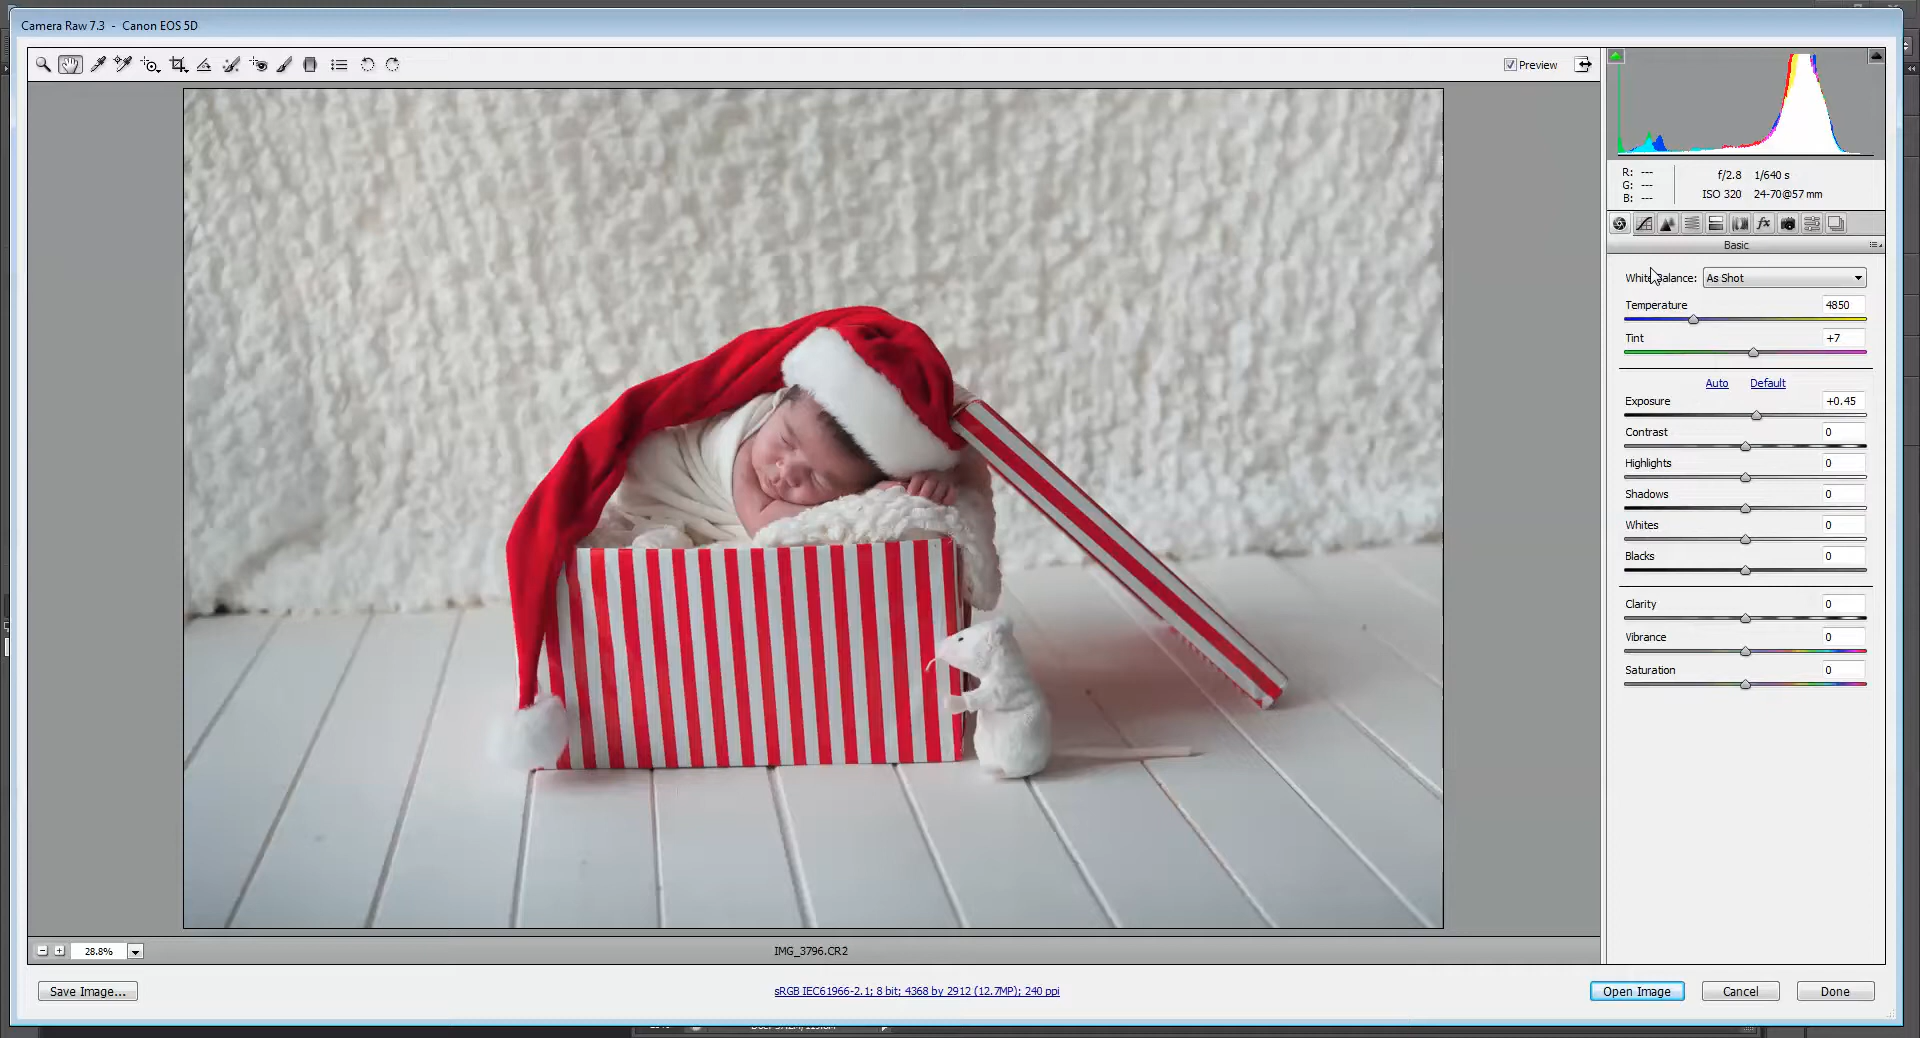 Camera Raw 7.3 - Canon EOS 5D
Preview
R: ---
G: ---
B: ---
f/2.8 1/640 s
ISO 320 24-70@57 mm
Basic
White Balance: As Shot
Temperature 4850
Tint +7
Auto Default
Exposure +0.45
Contrast 0
Highlights 0
Shadows 0
Whites 0
Blacks 0
Clarity 0
Vibrance 0
Saturation 0
28.8%
IMG_3796.CR2
Save Image...
sRGB IEC61966-2.1; 8 bit; 4368 by 2912 (12.7MP); 240 ppi
Open Image
Cancel
Done